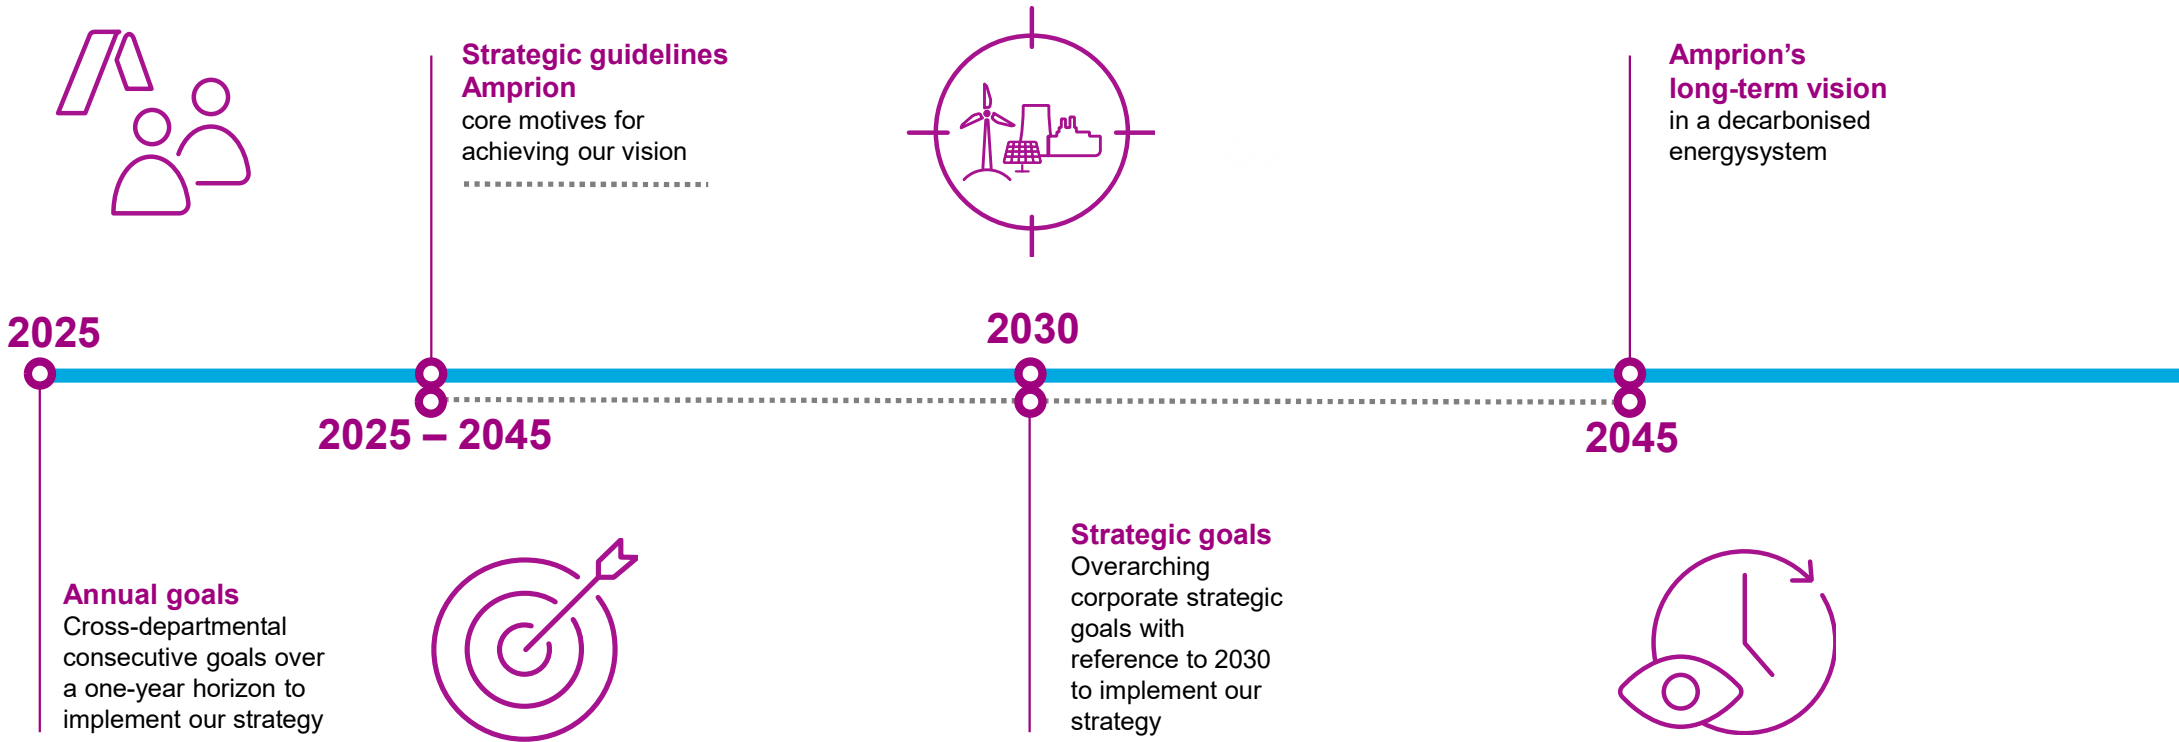 Strategic guidelines
Amprion
core motives for
achieving our vision
Amprion’s
long-term vision
in a decarbonised
energysystem
2025
2030
2025 – 2045
2045
Annual goals
Cross-departmental
consecutive goals over
a one-year horizon to
implement our strategy
Strategic goals
Overarching
corporate strategic
goals with
reference to 2030
to implement our
strategy